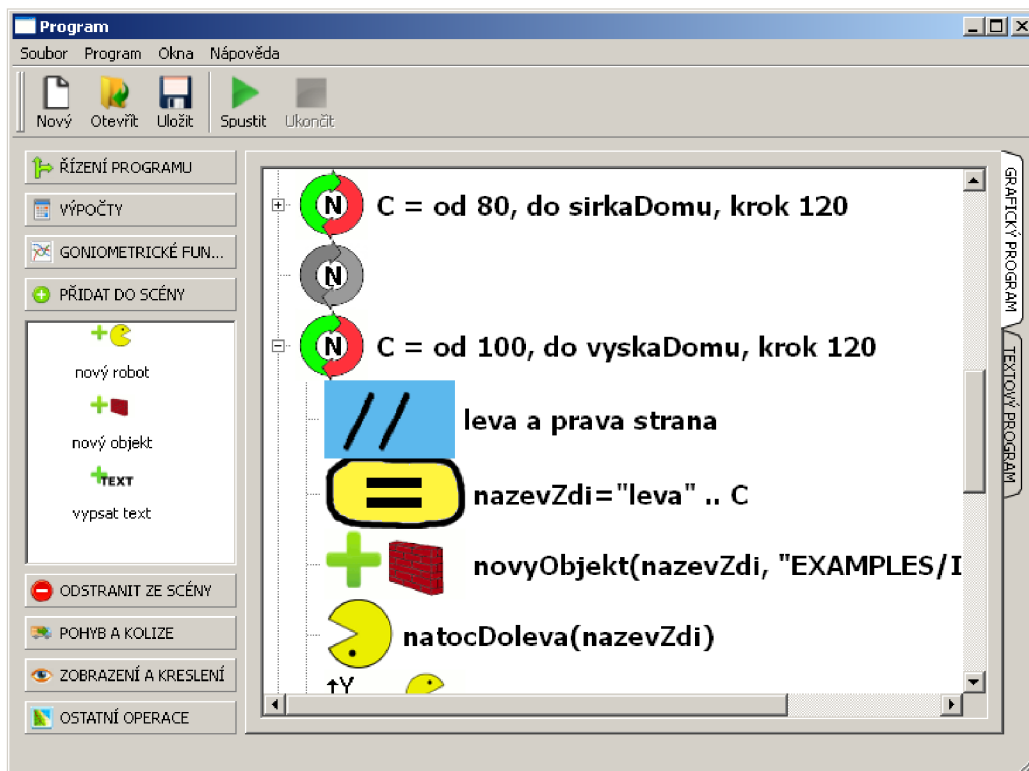 Program
Soubor Program Okna Nápověda
Nový Otevřít Uložit Spustit Ukončit
ŘÍZENÍ PROGRAMU
VÝPOČTY
GONIOMETRICKÉ FUN...
PŘIDAT DO SCÉNY
nový robot
nový objekt
TEXT
vypsat text
ODSTRANIT ZE SCÉNY
POHYB A KOLIZE
ZOBRAZENÍ A KRESLENÍ
OSTATNÍ OPERACE
N C = od 80, do sirkaDomu, krok 120
N
N C = od 100, do vyskaDomu, krok 120
// leva a prava strana
= nazevZdi="leva" .. C
novyObjekt(nazevZdi, "EXAMPLES/I
natocDoleva(nazevZdi)
Y
GRAFICKÝ PROGRAM
TEXTOVÝ PROGRAM